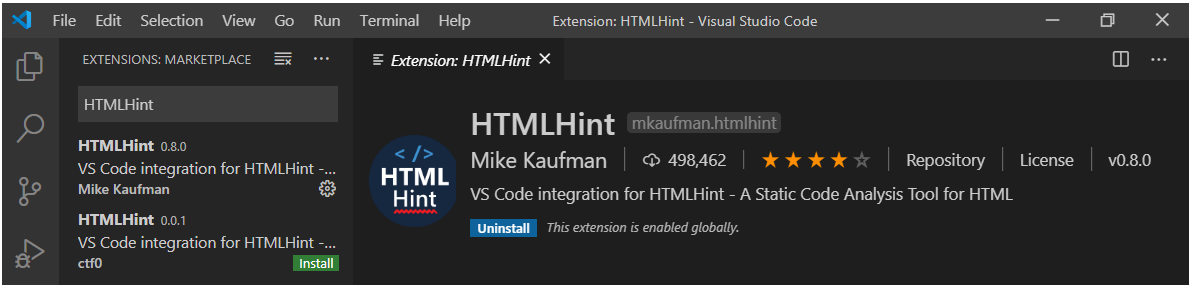 File Edit Selection View Go Run Terminal Help Extension: HTMLHint - Visual Studio Code
EXTENSIONS: MARKETPLACE
HTMLHint
HTMLHint 0.8.0
VS Code integration for HTMLHint -...
Mike Kaufman
HTMLHint 0.0.1
VS Code integration for HTMLHint -...
ctf0 Install
Extension: HTMLHint
</>
HTML
Hint
HTMLHint mkaufman.htmlhint
Mike Kaufman 498,462 Repository License v0.8.0
VS Code integration for HTMLHint - A Static Code Analysis Tool for HTML
Uninstall This extension is enabled globally.